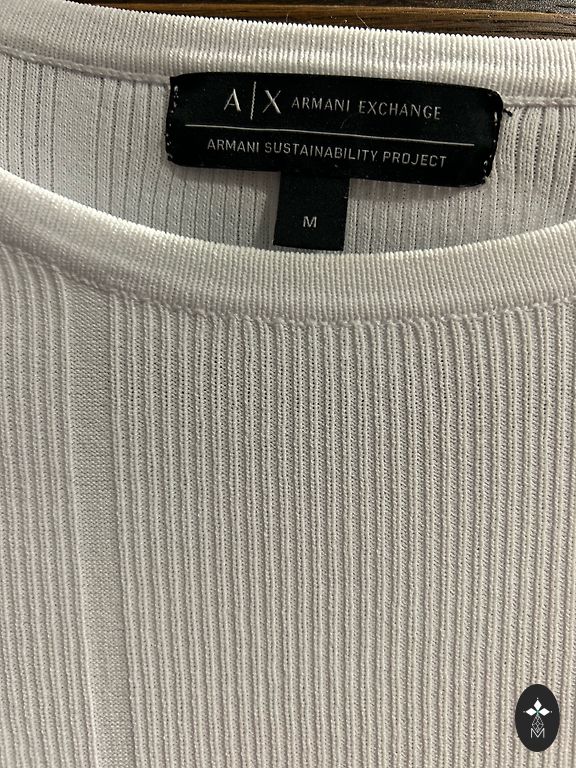 A|X ARMANI EXCHANGE
ARMANI SUSTAINABILITY PROJECT
M
M